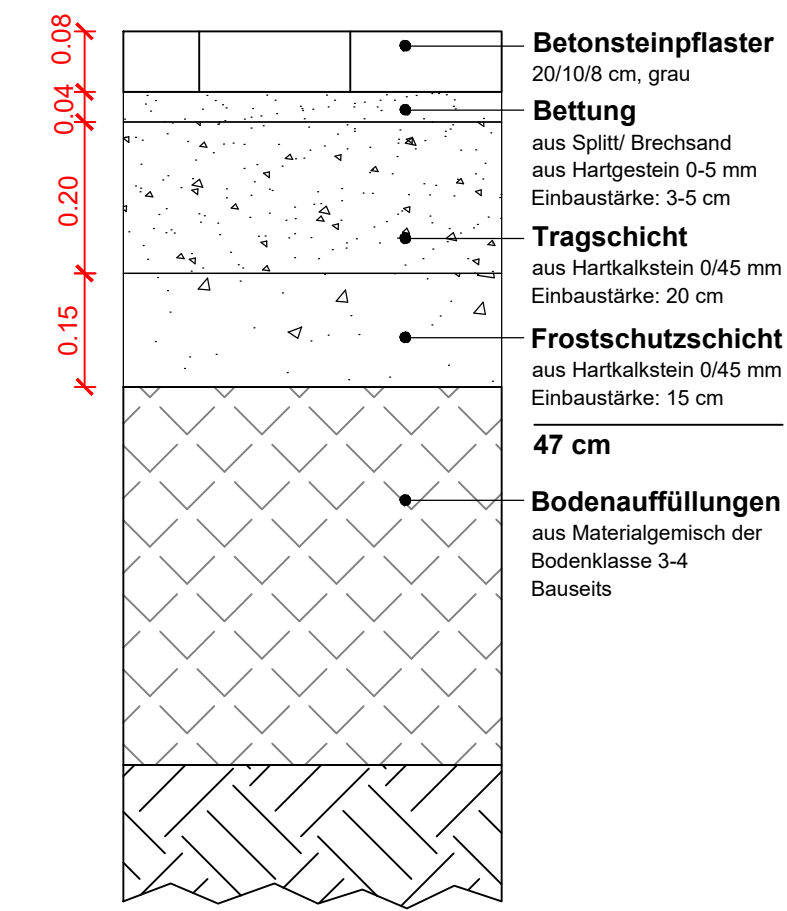 0.08
0.04
0.20
0.15
Betonsteinpflaster
20/10/8 cm, grau
Bettung
aus Splitt/ Brechsand
aus Hartgestein 0-5 mm
Einbaustärke: 3-5 cm
Tragschicht
aus Hartkalkstein 0/45 mm
Einbaustärke: 20 cm
Frostschutzschicht
aus Hartkalkstein 0/45 mm
Einbaustärke: 15 cm
47 cm
Bodenauffüllungen
aus Materialgemisch der
Bodenklasse 3-4
Bauseits